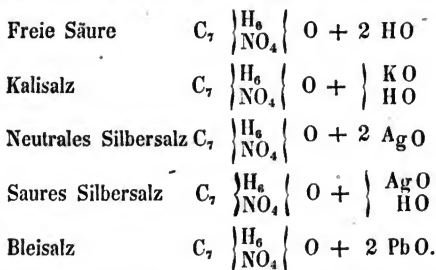 Freie Säure C₇ }H₆ NO₄{ O + 2 HO
Kalisalz C₇ }H₆ NO₄{ O + } KO HO
Neutrales Silbersalz C₇ }H₆ NO₄{ O + 2 AgO
Saures Silbersalz C₇ }H₆ NO₄{ O + } AgO HO
Bleisalz C₇ }H₆ NO₄{ O + 2 PbO.